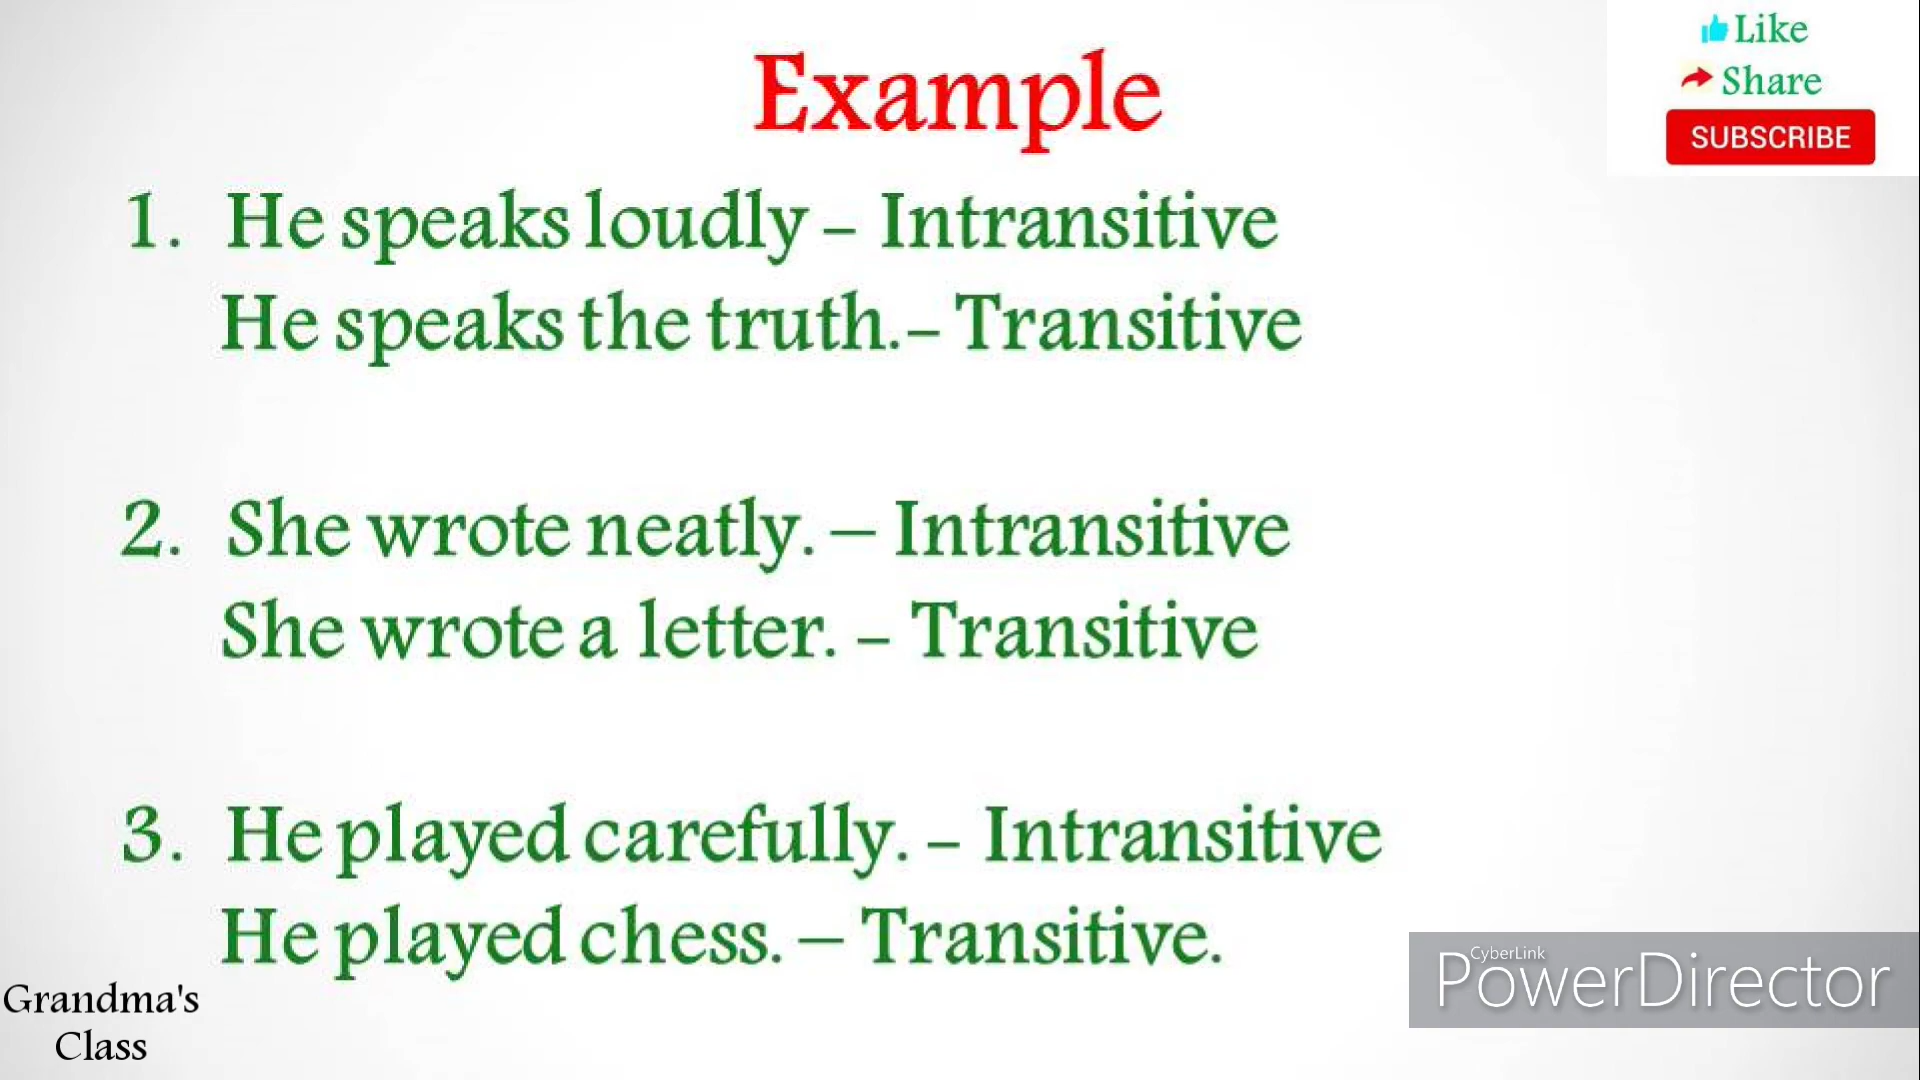 Example
Like
Share
SUBSCRIBE
1. He speaks loudly – Intransitive
He speaks the truth.– Transitive
2. She wrote neatly. – Intransitive
She wrote a letter. – Transitive
3. He played carefully. – Intransitive
He played chess. – Transitive.
Grandma's
Class
CyberLink
PowerDirector